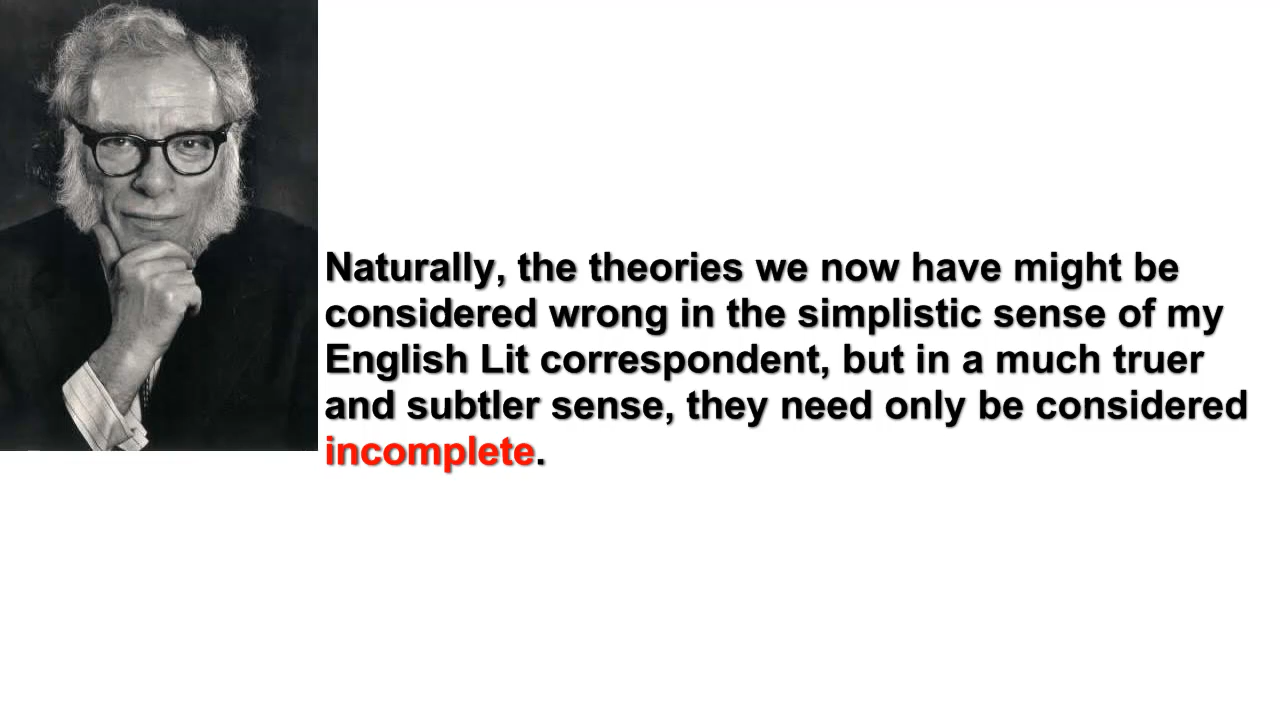 Naturally, the theories we now have might be
considered wrong in the simplistic sense of my
English Lit correspondent, but in a much truer
and subtler sense, they need only be considered
incomplete.